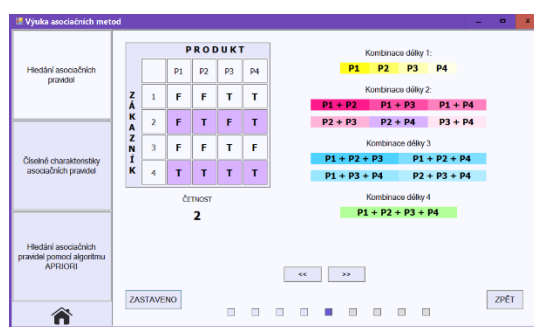 Výuka asociačních metod
Hledání asociačních
pravidel
Číselné charakteristiky
asociačních pravidel
Hledání asociačních
pravidel pomocí algoritmu
APRIORI
PRODUKT
P1 P2 P3 P4
ZÁKAZNÍK
1 F F T T
2 F T F T
3 F F T F
4 T T T T
ČETNOST
2
Kombinace délky 1:
P1 P2 P3 P4
Kombinace délky 2:
P1 + P2 P1 + P3 P1 + P4
P2 + P3 P2 + P4 P3 + P4
Kombinace délky 3
P1 + P2 + P3 P1 + P2 + P4
P1 + P3 + P4 P2 + P3 + P4
Kombinace délky 4
P1 + P2 + P3 + P4
<< >>
ZASTAVENO
ZPĚT